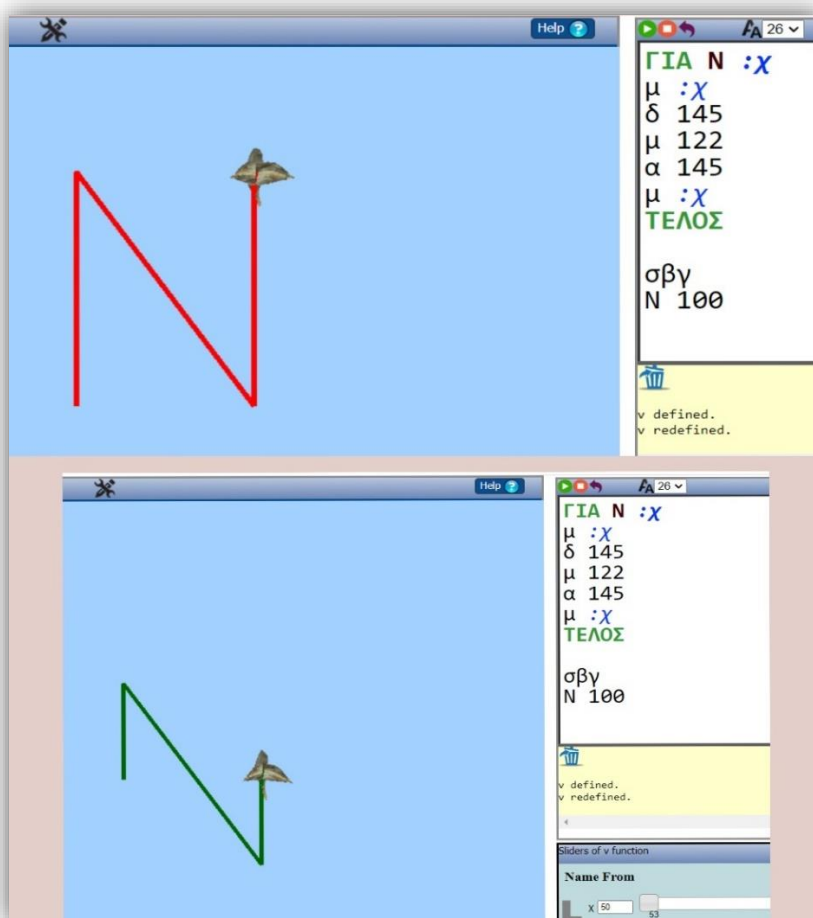 Help ?
A A 26
ΓΙΑ Ν :χ
μ :χ
δ 145
μ 122
α 145
μ :χ
ΤΕΛΟΣ
σβγ
Ν 100
v defined.
v redefined.
Help ?
A A 26
ΓΙΑ Ν :χ
μ :χ
δ 145
μ 122
α 145
μ :χ
ΤΕΛΟΣ
σβγ
Ν 100
v defined.
v redefined.
Sliders of v function
Name From
X 50
53